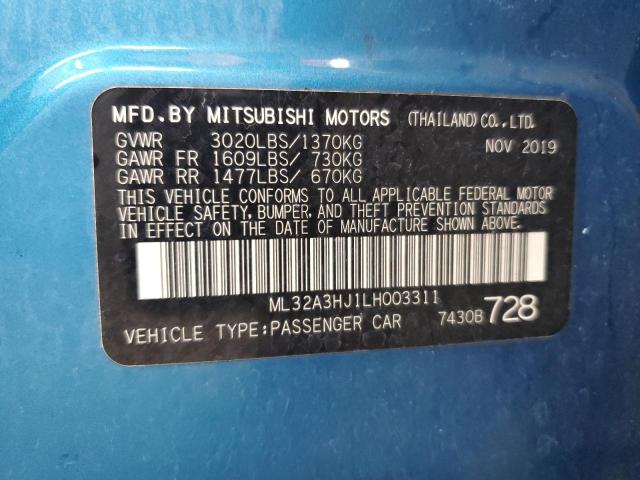 MFD.BY MITSUBISHI MOTORS (THAILAND)CO.,LTD.
GVWR 3020LBS/1370KG NOV 2019
GAWR FR 1609LBS/ 730KG
GAWR RR 1477LBS/ 670KG
THIS VEHICLE CONFORMS TO ALL APPLICABLE FEDERAL MOTOR
VEHICLE SAFETY, BUMPER, AND THEFT PREVENTION STANDARDS
IN EFFECT ON THE DATE OF MANUFACTURE SHOWN ABOVE.
ML32A3HJ1LH003311
VEHICLE TYPE:PASSENGER CAR 7430B 728